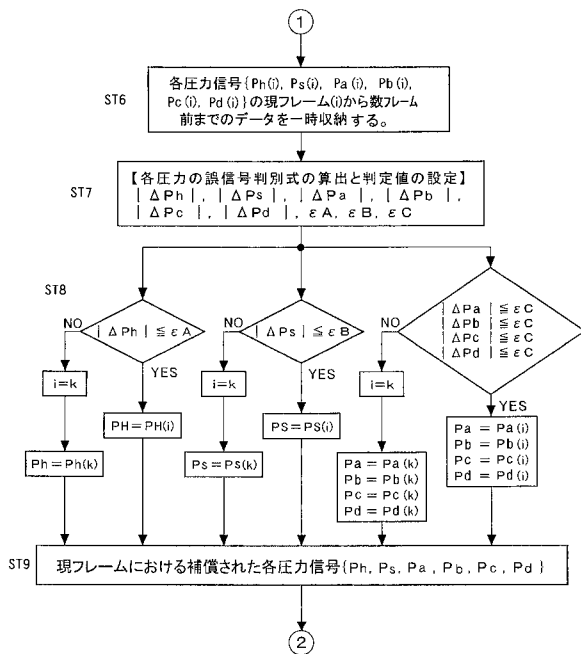 1
各圧力信号{Ph(i), Ps(i), Pa(i), Pb(i),
Pc(i), Pd(i)}の現フレーム(i)から数フレーム
前までのデータを一時収納する。
ST6
【各圧力の誤信号判別式の算出と判定値の設定】
|ΔPh|, |ΔPs|, |ΔPa|, |ΔPb|,
|ΔPc|, |ΔPd|, εA, εB, εC
ST7
ST8
|ΔPh|≦εA
NO
YES
i=k
PH=PH(i)
Ph=Ph(k)
|ΔPs|≦εB
NO
YES
i=k
PS=PS(i)
Ps=Ps(k)
|ΔPa|≦εC
|ΔPb|≦εC
|ΔPc|≦εC
|ΔPd|≦εC
NO
YES
i=k
Pa=Pa(i)
Pb=Pb(i)
Pc=Pc(i)
Pd=Pd(i)
Pa=Pa(k)
Pb=Pb(k)
Pc=Pc(k)
Pd=Pd(k)
ST9
現フレームにおける補償された各圧力信号{Ph, Ps, Pa, Pb, Pc, Pd}
2